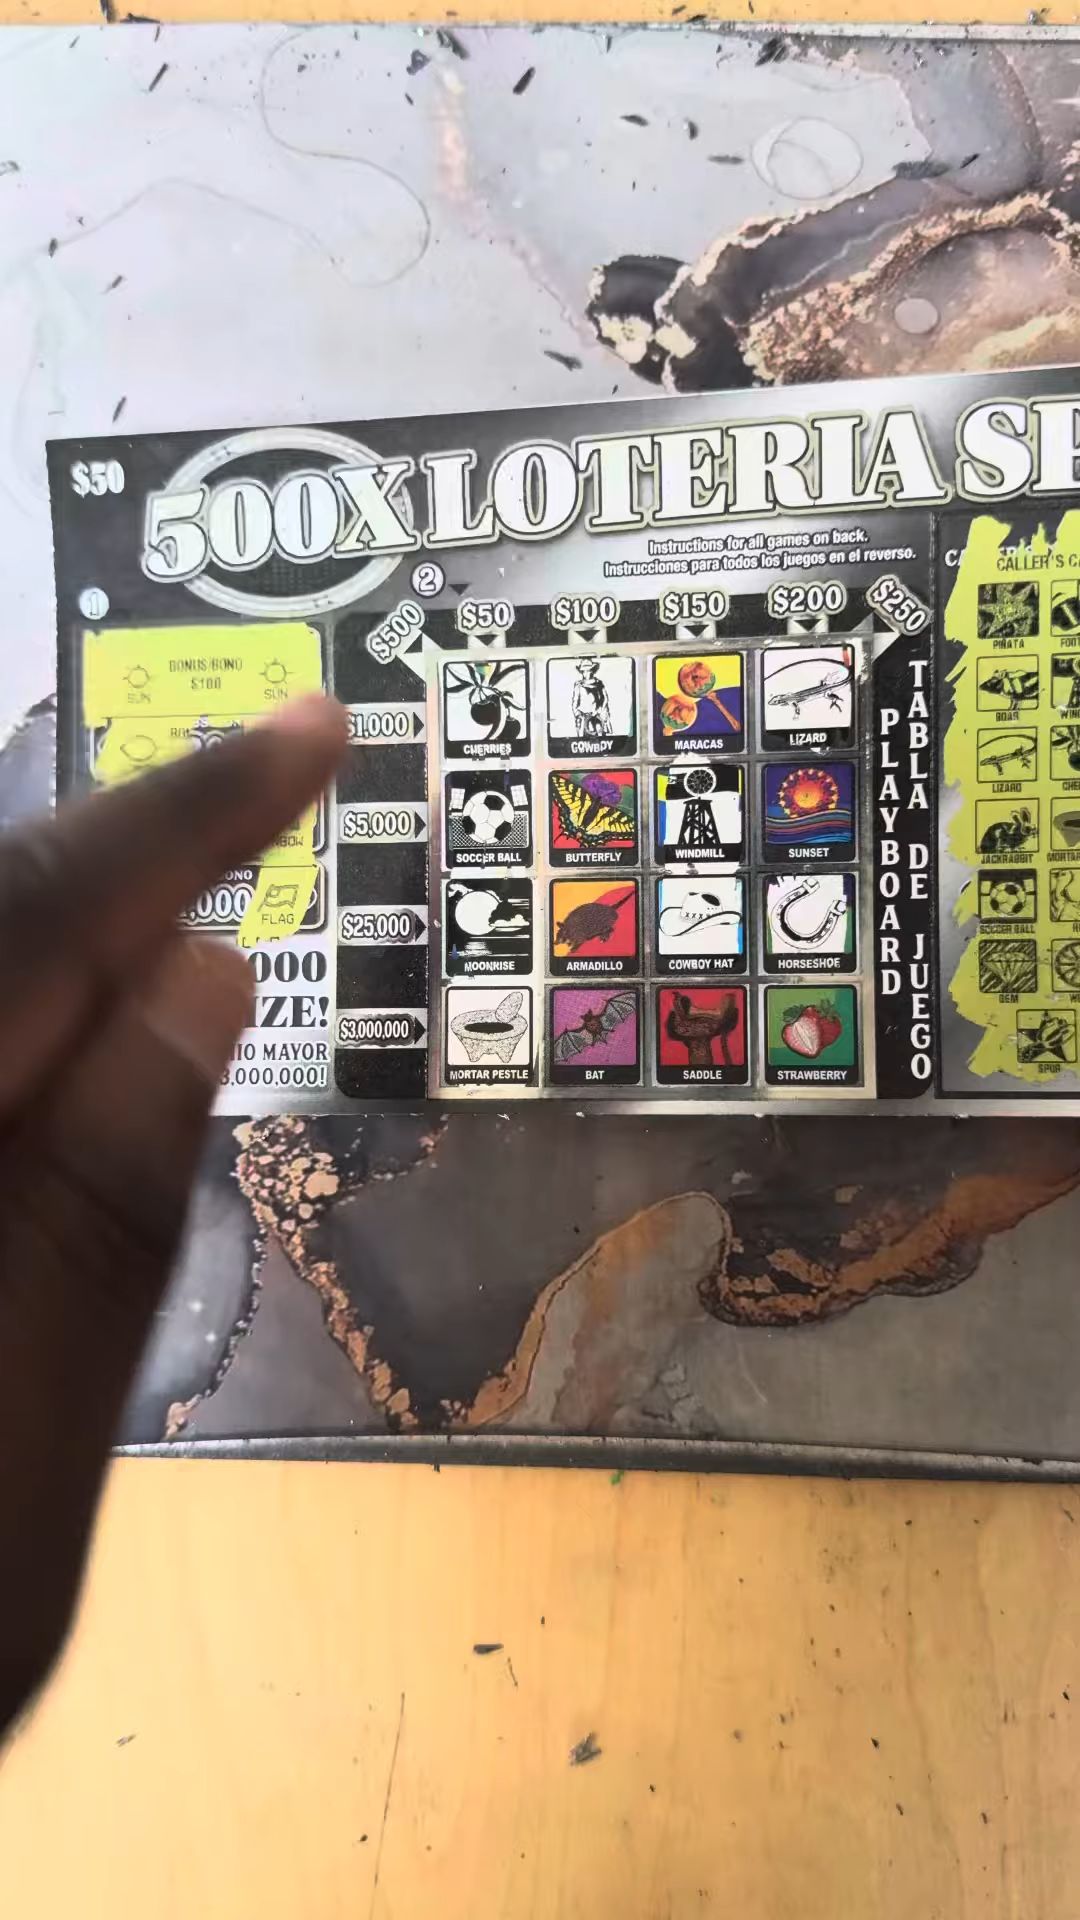 $50
500X LOTERIA
Instructions for all games on back.
Instrucciones para todos los juegos en el reverso.
1
2
$500
$50
$100
$150
$200
$250
BONUS/BONO
$100
SUN
SUN
$1,000
$5,000
$25,000
$3,000,000
CHERRIES
COWBOY
MARACAS
LIZARD
SOCCER BALL
BUTTERFLY
WINDMILL
SUNSET
MOONRISE
ARMADILLO
COWBOY HAT
HORSESHOE
MORTAR PESTLE
BAT
SADDLE
STRAWBERRY
PLAYBOARD
TABLA DE JUEGO
FLAG
CALLER'S
PIÑATA
BOAR
LIZARD
JACKRABBIT
SOCCER BALL
GEM
SPUR